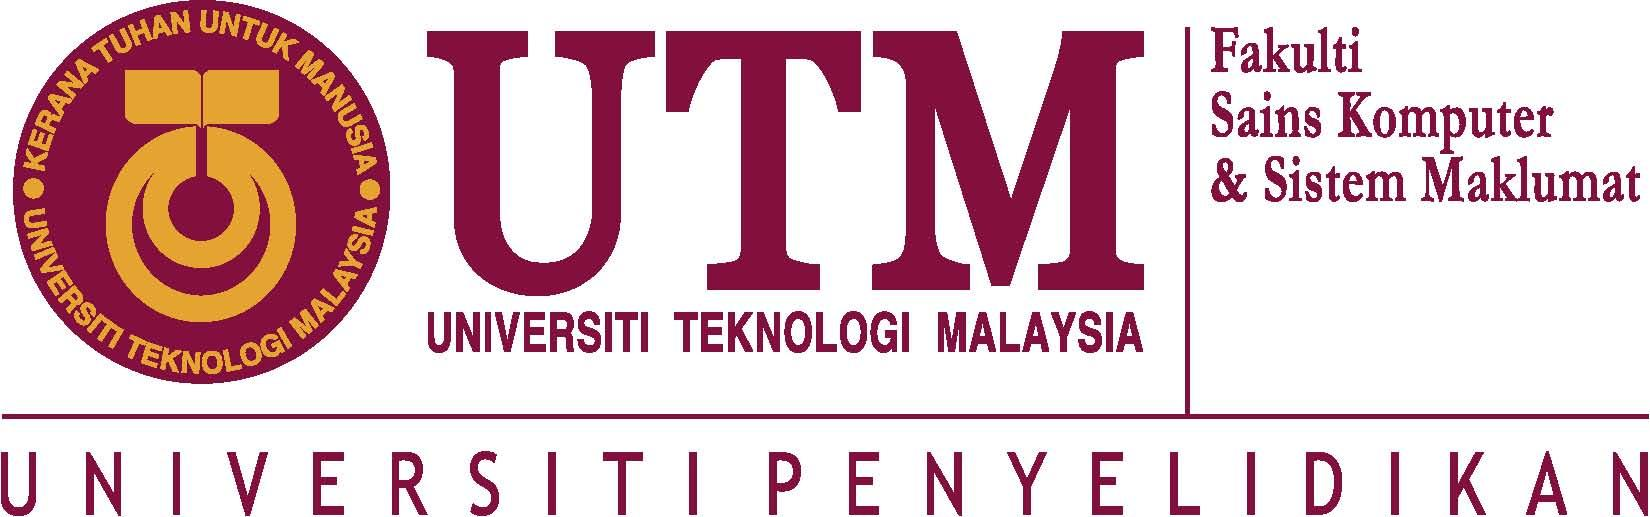 KERANA TUHAN UNTUK MANUSIA
UNIVERSITI TEKNOLOGI MALAYSIA
UTM
UNIVERSITI TEKNOLOGI MALAYSIA
Fakulti
Sains Komputer
& Sistem Maklumat
UNIVERSITI PENYELIDIKAN